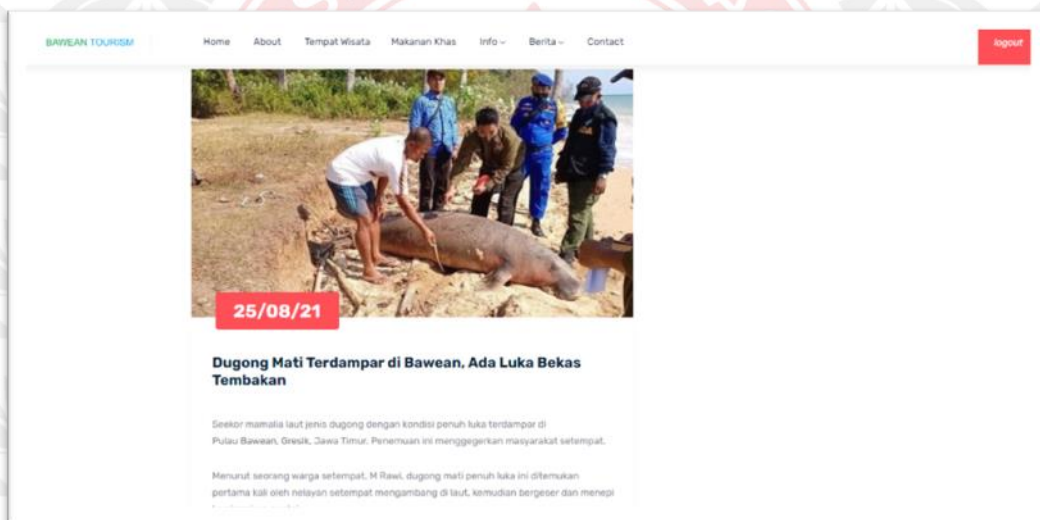 BAWEAN TOURISM Home About Tempat Wisata Makanan Khas Info Berita Contact logout
25/08/21
Dugong Mati Terdampar di Bawean, Ada Luka Bekas
Tembakan
Seekor mamalia laut jenis dugong dengan kondisi penuh luka terdampar di
Pulau Bawean, Gresik, Jawa Timur. Penemuan ini menggegerkan masyarakat setempat.
Menurut seorang warga setempat, M Rawi, dugong mati penuh luka ini ditemukan
pertama kali oleh nelayan setempat mengambang di laut, kemudian bergeser dan menepi